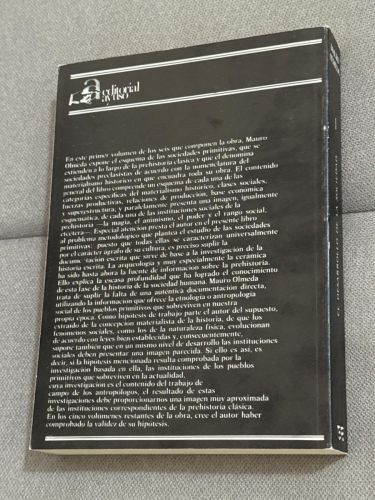 editorial
ayuso
En este primer volumen de los seis que componen la obra, Mauro
Olmeda expone el esquema de las sociedades primitivas, que se
extienden a lo largo de la prehistoria clásica y que él denomina
sociedades preclasistas de acuerdo con la nomenclatura del
materialismo histórico en que encuadra toda su obra. El contenido
general del libro comprende un esquema de cada una de las
categorías específicas del materialismo histórico, clases sociales,
fuerzas productivas, relaciones de producción, base económica
y superestructura, y paralelamente presenta una imagen, igualmente
esquemática, de cada una de las instituciones sociales de la
prehistoria —la magia, el animismo, el poder y el rango social,
etcétera—. Especial atención presta el autor en el presente libro
al problema metodológico que plantea el estudio de las sociedades
primitivas: puesto que todas ellas se caracterizan universalmente
por el carácter ágrafo de su cultura, es preciso suplir la
documentación escrita que sirve de base a la investigación de la
historia escrita. La arqueología y muy especialmente la cerámica
ha sido hasta ahora la fuente de información sobre la prehistoria.
Ello explica la escasa profundidad que ha logrado el conocimiento
de esta fase de la historia de la sociedad humana. Mauro Olmeda
trata de suplir la falta de una auténtica documentación directa,
utilizando la información que ofrece la etnología o antropología
social de los pueblos primitivos que sobreviven en nuestra
propia época. Como hipótesis de trabajo parte el autor del supuesto,
extraído de la concepción materialista de la historia, de que los
fenómenos sociales, como los de la naturaleza física, evolucionan
de acuerdo con leyes bien establecidas y, consecuentemente,
supone también que en un mismo nivel de desarrollo las instituciones
sociales deben presentar una imagen parecida. Si ello es así, es
decir, si la hipótesis mencionada resulta comprobada por la
investigación basada en ella, las instituciones de los pueblos
primitivos que sobreviven en la actualidad,
cuya investigación es el contenido del trabajo de
campo de los antropólogos, el resultado de estas
investigaciones debe proporcionarnos una imagen muy aproximada
de las instituciones correspondientes de la prehistoria clásica.
En los cinco volúmenes restantes de la obra, cree el autor haber
comprobado la validez de su hipótesis.
EL DESARROLLO DE LA SOCIEDAD